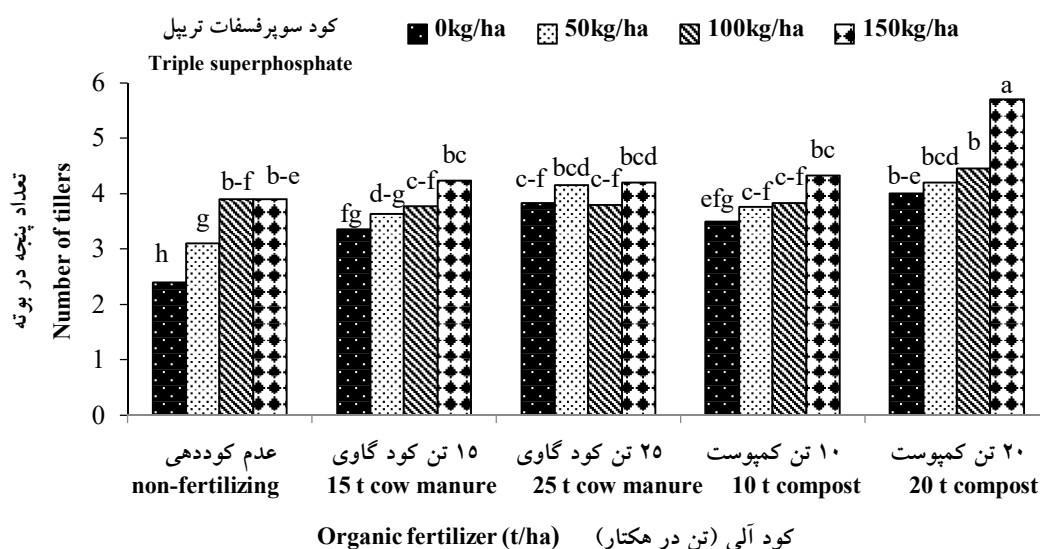 کود سوپرفسفات تریپل
Triple superphosphate
0kg/ha 50kg/ha 100kg/ha 150kg/ha
تعداد پنجه در بوته
Number of tillers
6
5
4
3
2
1
0
h g b-f b-e
fg d-g c-f bc
c-f bcd c-f bcd
efg c-f c-f bc
b-e bcd b a
عدم کوددهی
non-fertilizing
۱۵ تن کود گاوی
15 t cow manure
۲۵ تن کود گاوی
25 t cow manure
۱۰ تن کمپوست
10 t compost
۲۰ تن کمپوست
20 t compost
Organic fertilizer (t/ha) کود آلی (تن در هکتار)